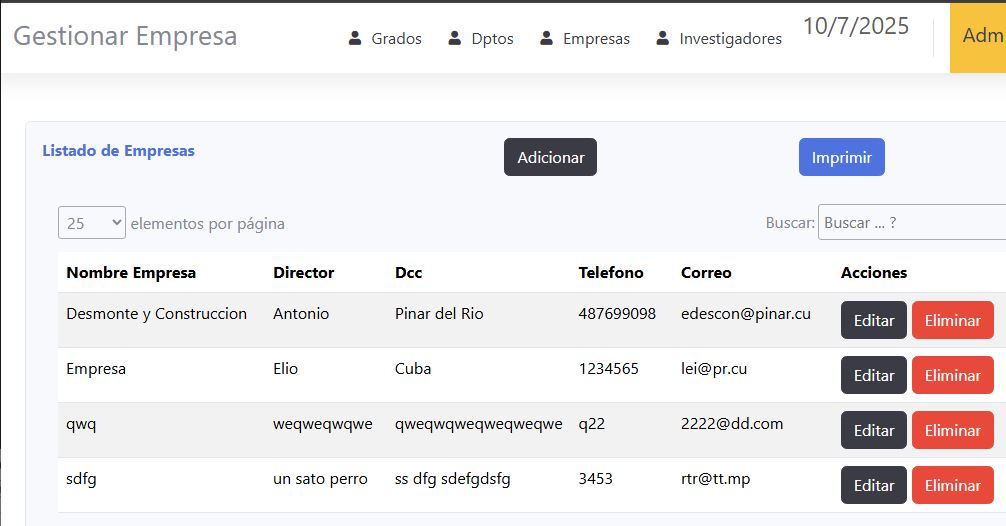 Gestionar Empresa
Grados Dptos Empresas Investigadores 10/7/2025 Adm
Listado de Empresas Adicionar Imprimir
25 elementos por página Buscar: Buscar ... ?
Nombre Empresa Director Dcc Telefono Correo Acciones
Desmonte y Construccion Antonio Pinar del Rio 487699098 edescon@pinar.cu Editar Eliminar
Empresa Elio Cuba 1234565 lei@pr.cu Editar Eliminar
qwq weqweqwqwe qweqwqweqweqweqwe q22 2222@dd.com Editar Eliminar
sdfg un sato perro ss dfg sdefgdsfg 3453 rtr@tt.mp Editar Eliminar